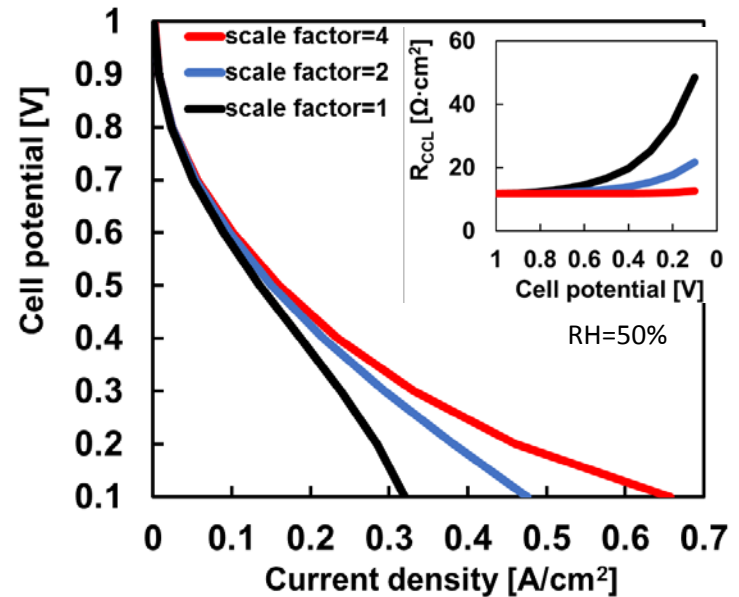 1
0.9
0.8
0.7
0.6
0.5
0.4
0.3
0.2
0.1
Cell potential [V]
0 0.1 0.2 0.3 0.4 0.5 0.6 0.7
Current density [A/cm²]
scale factor=4
scale factor=2
scale factor=1
60
40
20
0
R_CCL [Ω·cm²]
1 0.8 0.6 0.4 0.2 0
Cell potential [V]
RH=50%